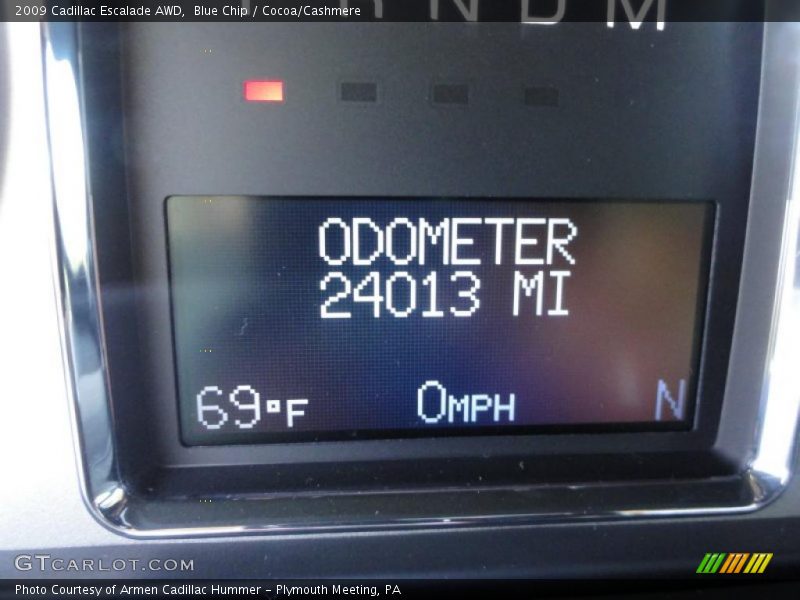 2009 Cadillac Escalade AWD, Blue Chip / Cocoa/Cashmere
R N D M
ODOMETER
24013 MI
69°F 0MPH N
GTCARLOT.COM
Photo Courtesy of Armen Cadillac Hummer - Plymouth Meeting, PA